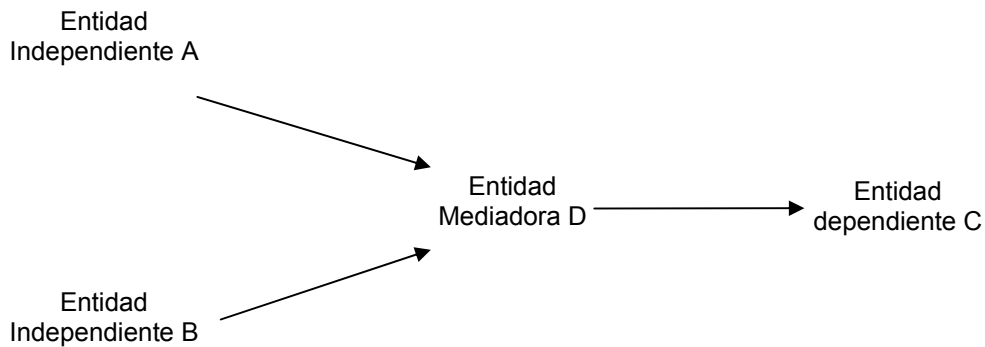 Entidad
Independiente A
Entidad
Mediadora D
Entidad
dependiente C
Entidad
Independiente B